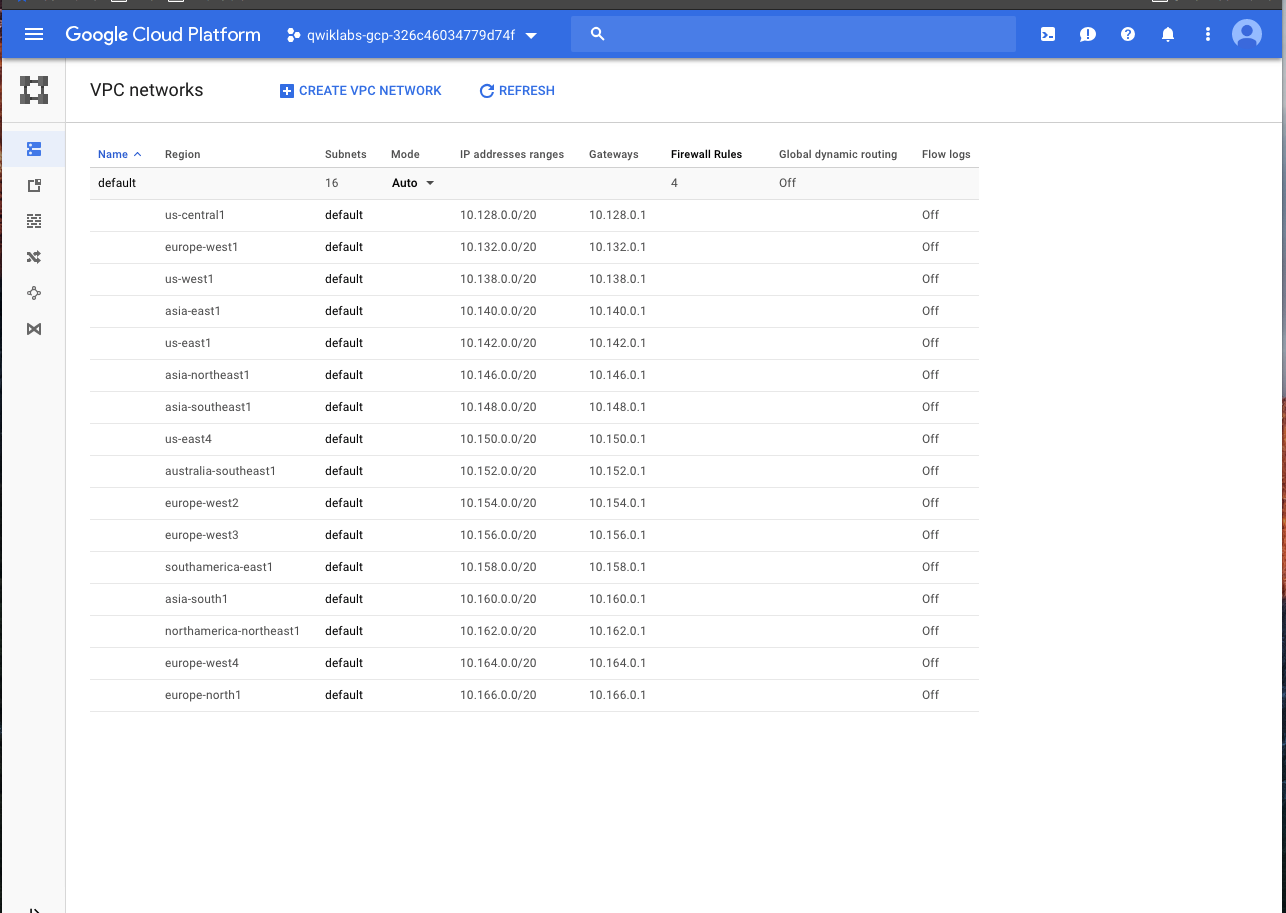 Google Cloud Platform qwiklabs-gcp-326c46034779d74f
VPC networks CREATE VPC NETWORK REFRESH
Name Region Subnets Mode IP addresses ranges Gateways Firewall Rules Global dynamic routing Flow logs
default 16 Auto 4 Off
us-central1 default 10.128.0.0/20 10.128.0.1 Off
europe-west1 default 10.132.0.0/20 10.132.0.1 Off
us-west1 default 10.138.0.0/20 10.138.0.1 Off
asia-east1 default 10.140.0.0/20 10.140.0.1 Off
us-east1 default 10.142.0.0/20 10.142.0.1 Off
asia-northeast1 default 10.146.0.0/20 10.146.0.1 Off
asia-southeast1 default 10.148.0.0/20 10.148.0.1 Off
us-east4 default 10.150.0.0/20 10.150.0.1 Off
australia-southeast1 default 10.152.0.0/20 10.152.0.1 Off
europe-west2 default 10.154.0.0/20 10.154.0.1 Off
europe-west3 default 10.156.0.0/20 10.156.0.1 Off
southamerica-east1 default 10.158.0.0/20 10.158.0.1 Off
asia-south1 default 10.160.0.0/20 10.160.0.1 Off
northamerica-northeast1 default 10.162.0.0/20 10.162.0.1 Off
europe-west4 default 10.164.0.0/20 10.164.0.1 Off
europe-north1 default 10.166.0.0/20 10.166.0.1 Off